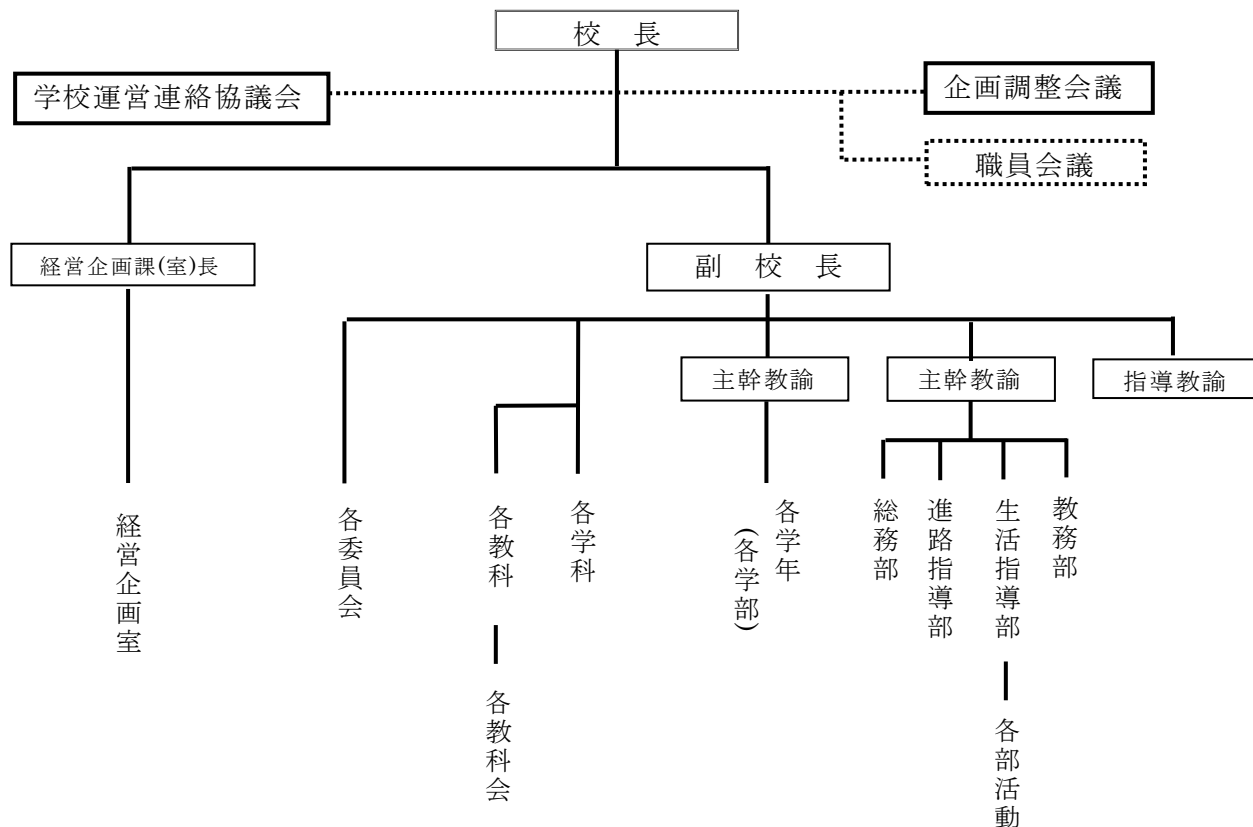 校 長
学校運営連絡協議会
企画調整会議
職員会議
経営企画課(室)長
副 校 長
主幹教諭
主幹教諭
指導教諭
経営企画室
各委員会
各教科
各学科
各学年
(各学部)
総務部
進路指導部
生活指導部
教務部
各教科会
各部活動